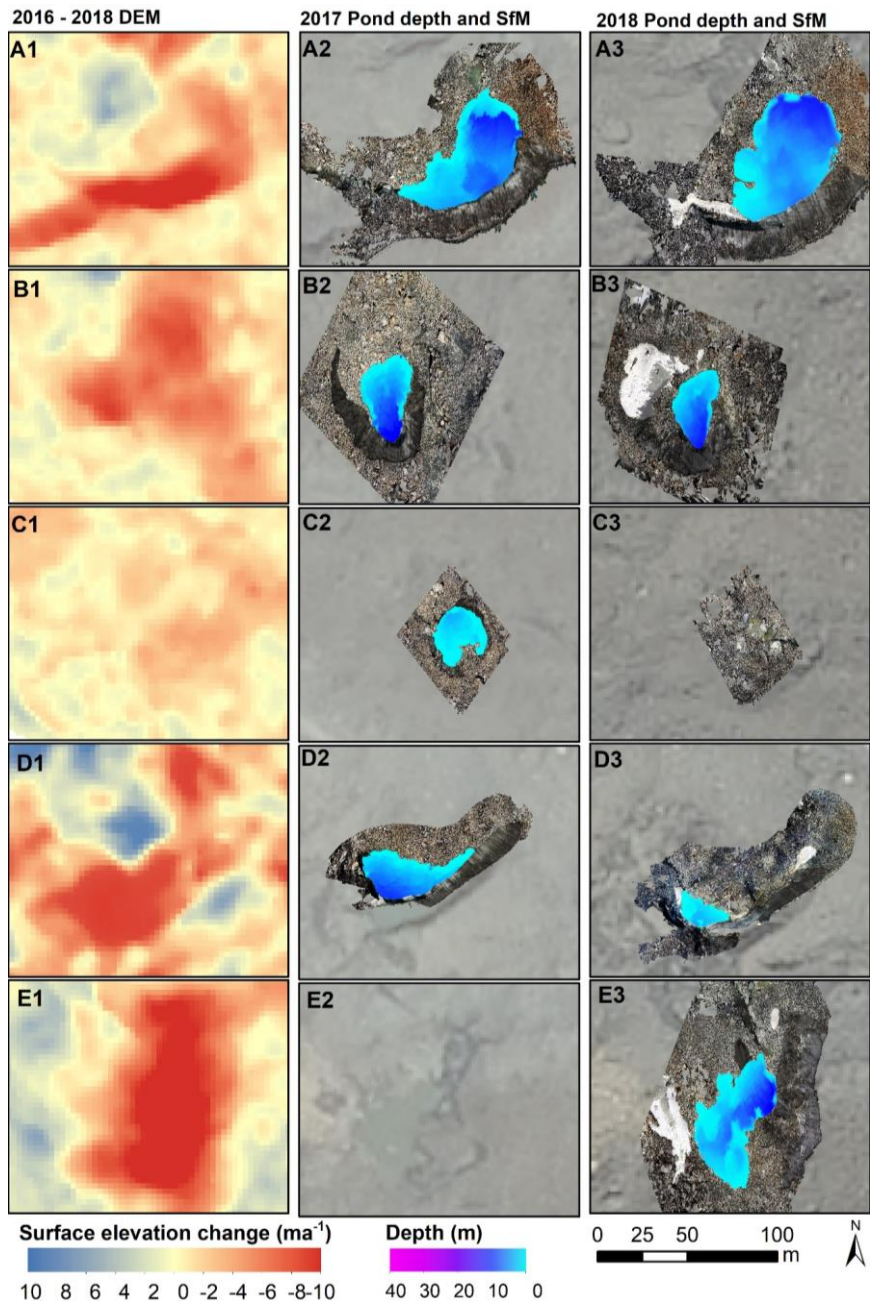 2016 - 2018 DEM 2017 Pond depth and SfM 2018 Pond depth and SfM
A1 A2 A3
B1 B2 B3
C1 C2 C3
D1 D2 D3
E1 E2 E3
Surface elevation change (ma⁻¹) Depth (m) 0 25 50 100 N
m
10 8 6 4 2 0 -2 -4 -6 -8-10 40 30 20 10 0